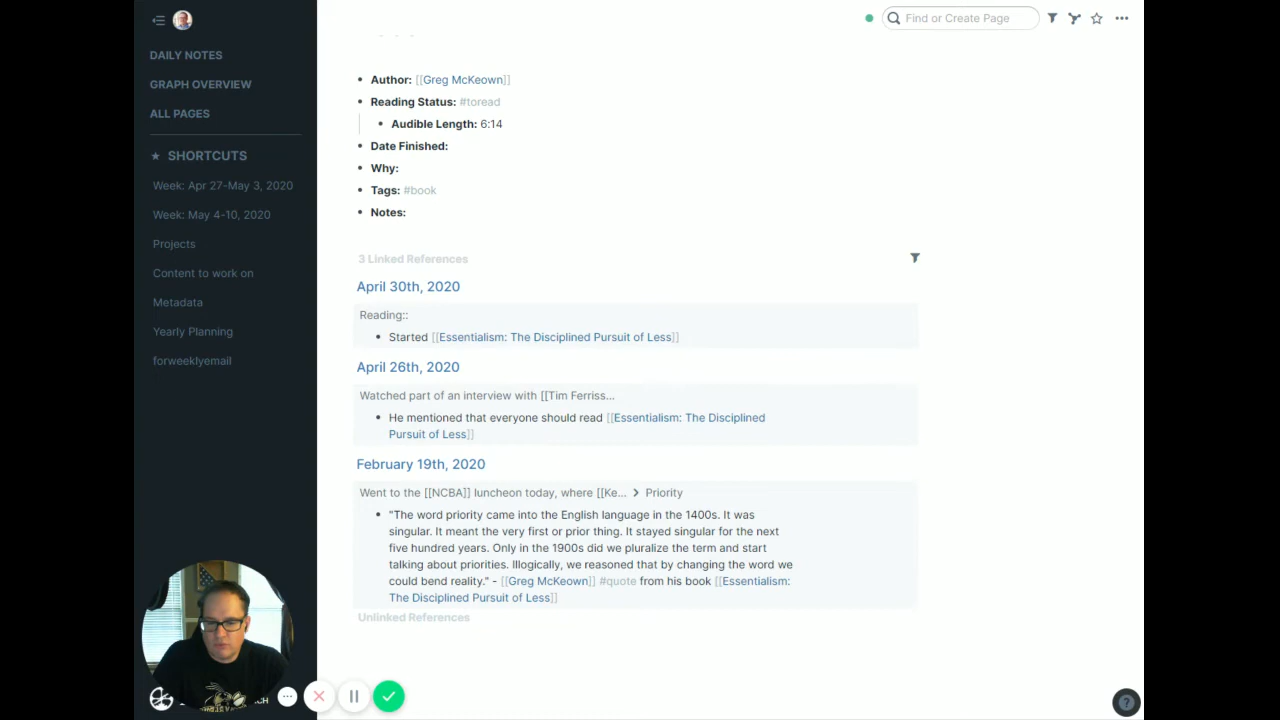 Find or Create Page
DAILY NOTES
GRAPH OVERVIEW
ALL PAGES
★ SHORTCUTS
Week: Apr 27-May 3, 2020
Week: May 4-10, 2020
Projects
Content to work on
Metadata
Yearly Planning
forweeklyemail
• Author: [[Greg McKeown]]
• Reading Status: #toread
• Audible Length: 6:14
• Date Finished:
• Why:
• Tags: #book
• Notes:
3 Linked References
April 30th, 2020
Reading::
• Started [[Essentialism: The Disciplined Pursuit of Less]]
April 26th, 2020
Watched part of an interview with [[Tim Ferriss...
• He mentioned that everyone should read [[Essentialism: The Disciplined
Pursuit of Less]]
February 19th, 2020
Went to the [[NCBA]] luncheon today, where [[Ke... > Priority
• "The word priority came into the English language in the 1400s. It was
singular. It meant the very first or prior thing. It stayed singular for the next
five hundred years. Only in the 1900s did we pluralize the term and start
talking about priorities. Illogically, we reasoned that by changing the word we
could bend reality." - [[Greg McKeown]] #quote from his book [[Essentialism:
The Disciplined Pursuit of Less]]
Unlinked References
?